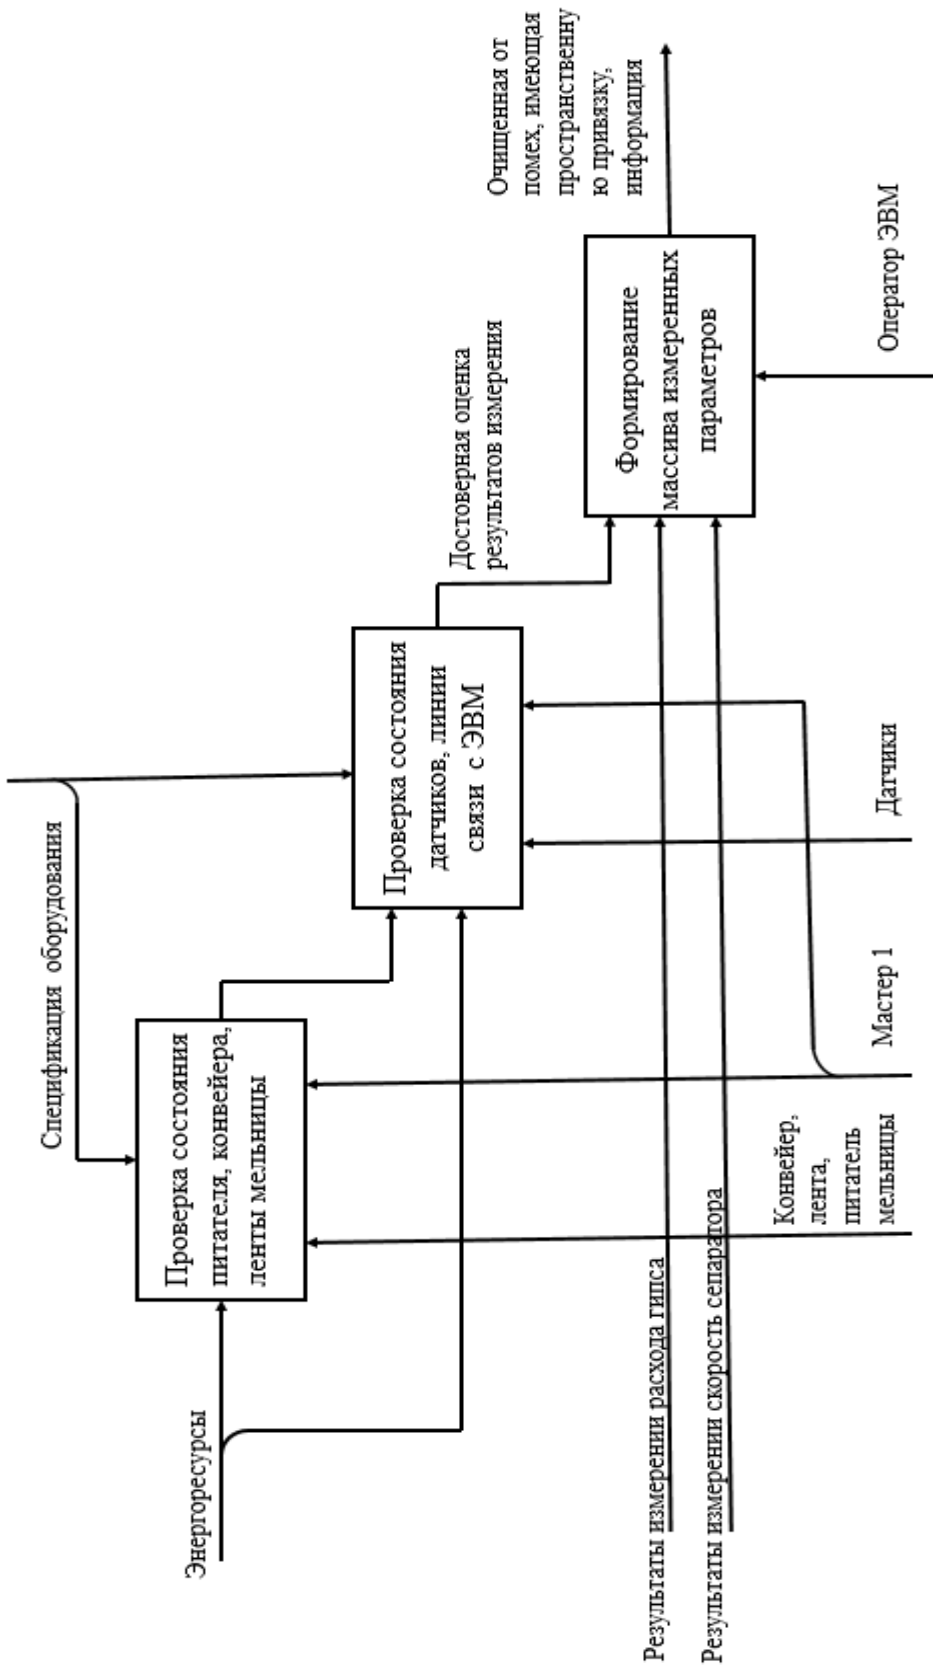 Спецификация оборудования
Энергоресурсы
Проверка состояния
питателя, конвейера,
ленты мельницы
Проверка состояния
датчиков, линии
связи с ЭВМ
Достоверная оценка
результатов измерения
Очищенная от
помех, имеющая
пространственну
ю привязку,
информация
Формирование
массива измеренных
параметров
Результаты измерении расхода гипса
Результаты измерении скорость сепаратора
Конвейер,
лента,
питатель
мельницы
Мастер 1
Датчики
Оператор ЭВМ